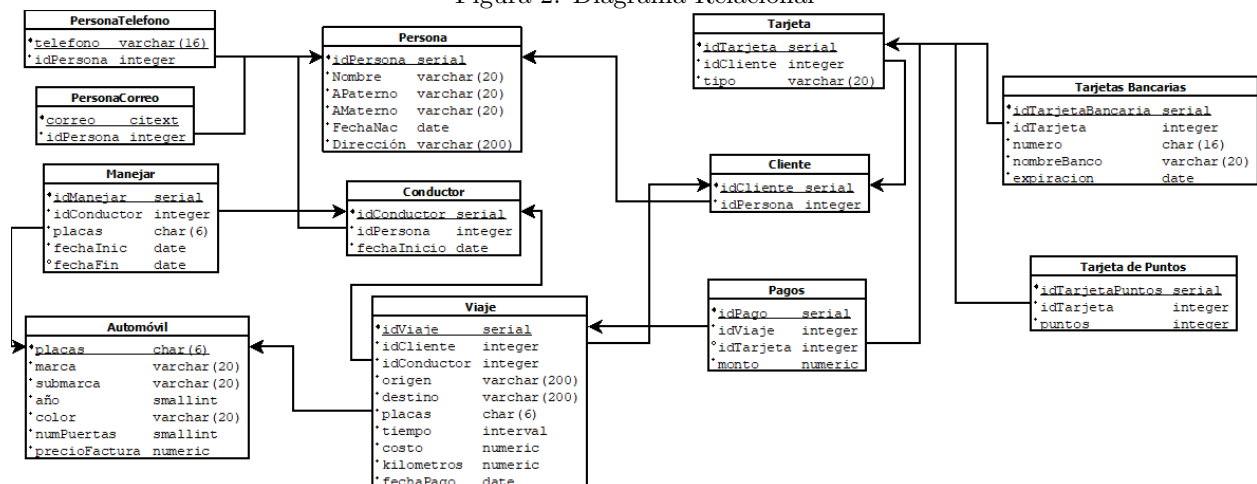 Figura 2: Diagrama Relacional
PersonaTelefono
telefono varchar(16)
idPersona integer
PersonaCorreo
correo citext
idPersona integer
Persona
idPersona serial
Nombre varchar(20)
APaterno varchar(20)
AMaterno varchar(20)
FechaNac date
Dirección varchar(200)
Tarjeta
idTarjeta serial
idCliente integer
tipo varchar(20)
Tarjetas Bancarias
idTarjetaBancaria serial
idTarjeta integer
numero char(16)
nombreBanco varchar(20)
expiracion date
Manejar
idManejar serial
idConductor integer
placas char(6)
fechaInic date
fechaFin date
Conductor
idConductor serial
idPersona integer
fechaInicio date
Cliente
idCliente serial
idPersona integer
Automóvil
placas char(6)
marca varchar(20)
submarca varchar(20)
año smallint
color varchar(20)
numPuertas smallint
precioFactura numeric
Viaje
idViaje serial
idCliente integer
idConductor integer
origen varchar(200)
destino varchar(200)
placas char(6)
tiempo interval
costo numeric
kilometros numeric
fechaPago date
Pagos
idPago serial
idViaje integer
idTarjeta integer
monto numeric
Tarjeta de Puntos
idTarjetaPuntos serial
idTarjeta integer
puntos integer